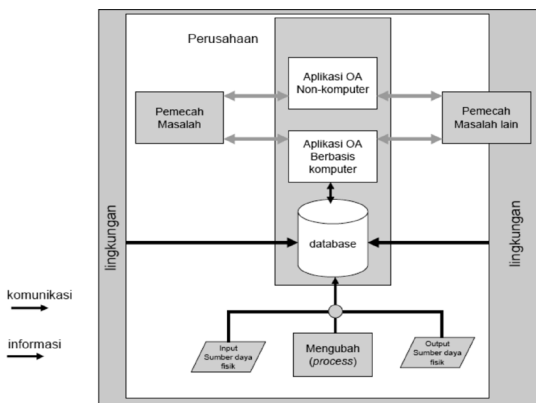 Perusahaan
Aplikasi OA
Non-komputer
Pemecah
Masalah
Pemecah
Masalah lain
Aplikasi OA
Berbasis
komputer
lingkungan
lingkungan
database
komunikasi
informasi
Input
Sumber daya
fisik
Mengubah
(process)
Output
Sumber daya
fisik